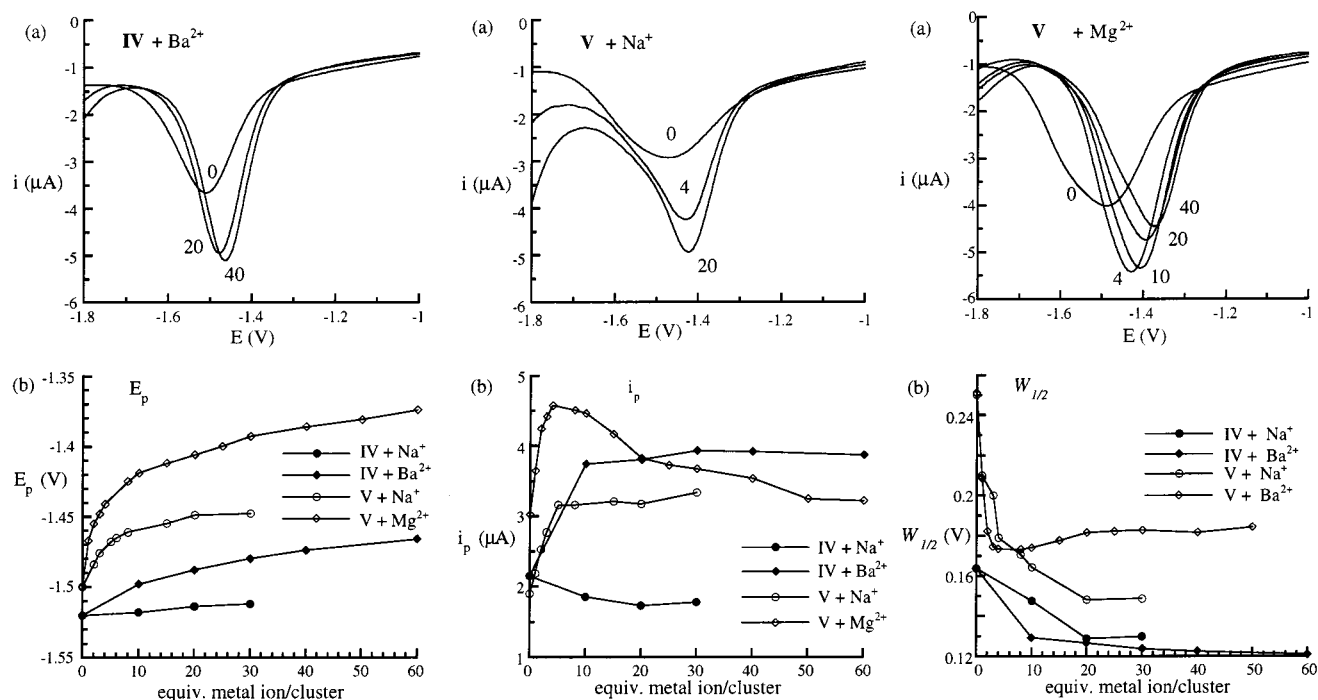 (a)
IV + Ba2+
0
-1
-2
-3
i (μA)
-4
-5
-6
-1.8
-1.6
-1.4
-1.2
-1
E (V)
0
20
40
(a)
V + Na+
0
-1
-2
-3
i (μA)
-4
-5
-6
-1.8
-1.6
-1.4
-1.2
-1
E (V)
0
4
20
(a)
V + Mg2+
0
-1
-2
-3
i (μA)
-4
-5
-1.8
-1.6
-1.4
-1.2
-1
E (V)
0
40
20
10
4
(b)
Ep
-1.35
-1.4
Ep (V)
-1.45
-1.5
-1.55
IV + Na+
IV + Ba2+
V + Na+
V + Mg2+
0 10 20 30 40 50 60
equiv. metal ion/cluster
(b)
ip
5
4
3
ip (μA)
2
1
IV + Na+
IV + Ba2+
V + Na+
V + Mg2+
0 10 20 30 40 50 60
equiv. metal ion/cluster
(b)
W1/2
0.24
0.2
W1/2 (V)
0.16
0.12
IV + Na+
IV + Ba2+
V + Na+
V + Ba2+
0 10 20 30 40 50 60
equiv. metal ion/cluster